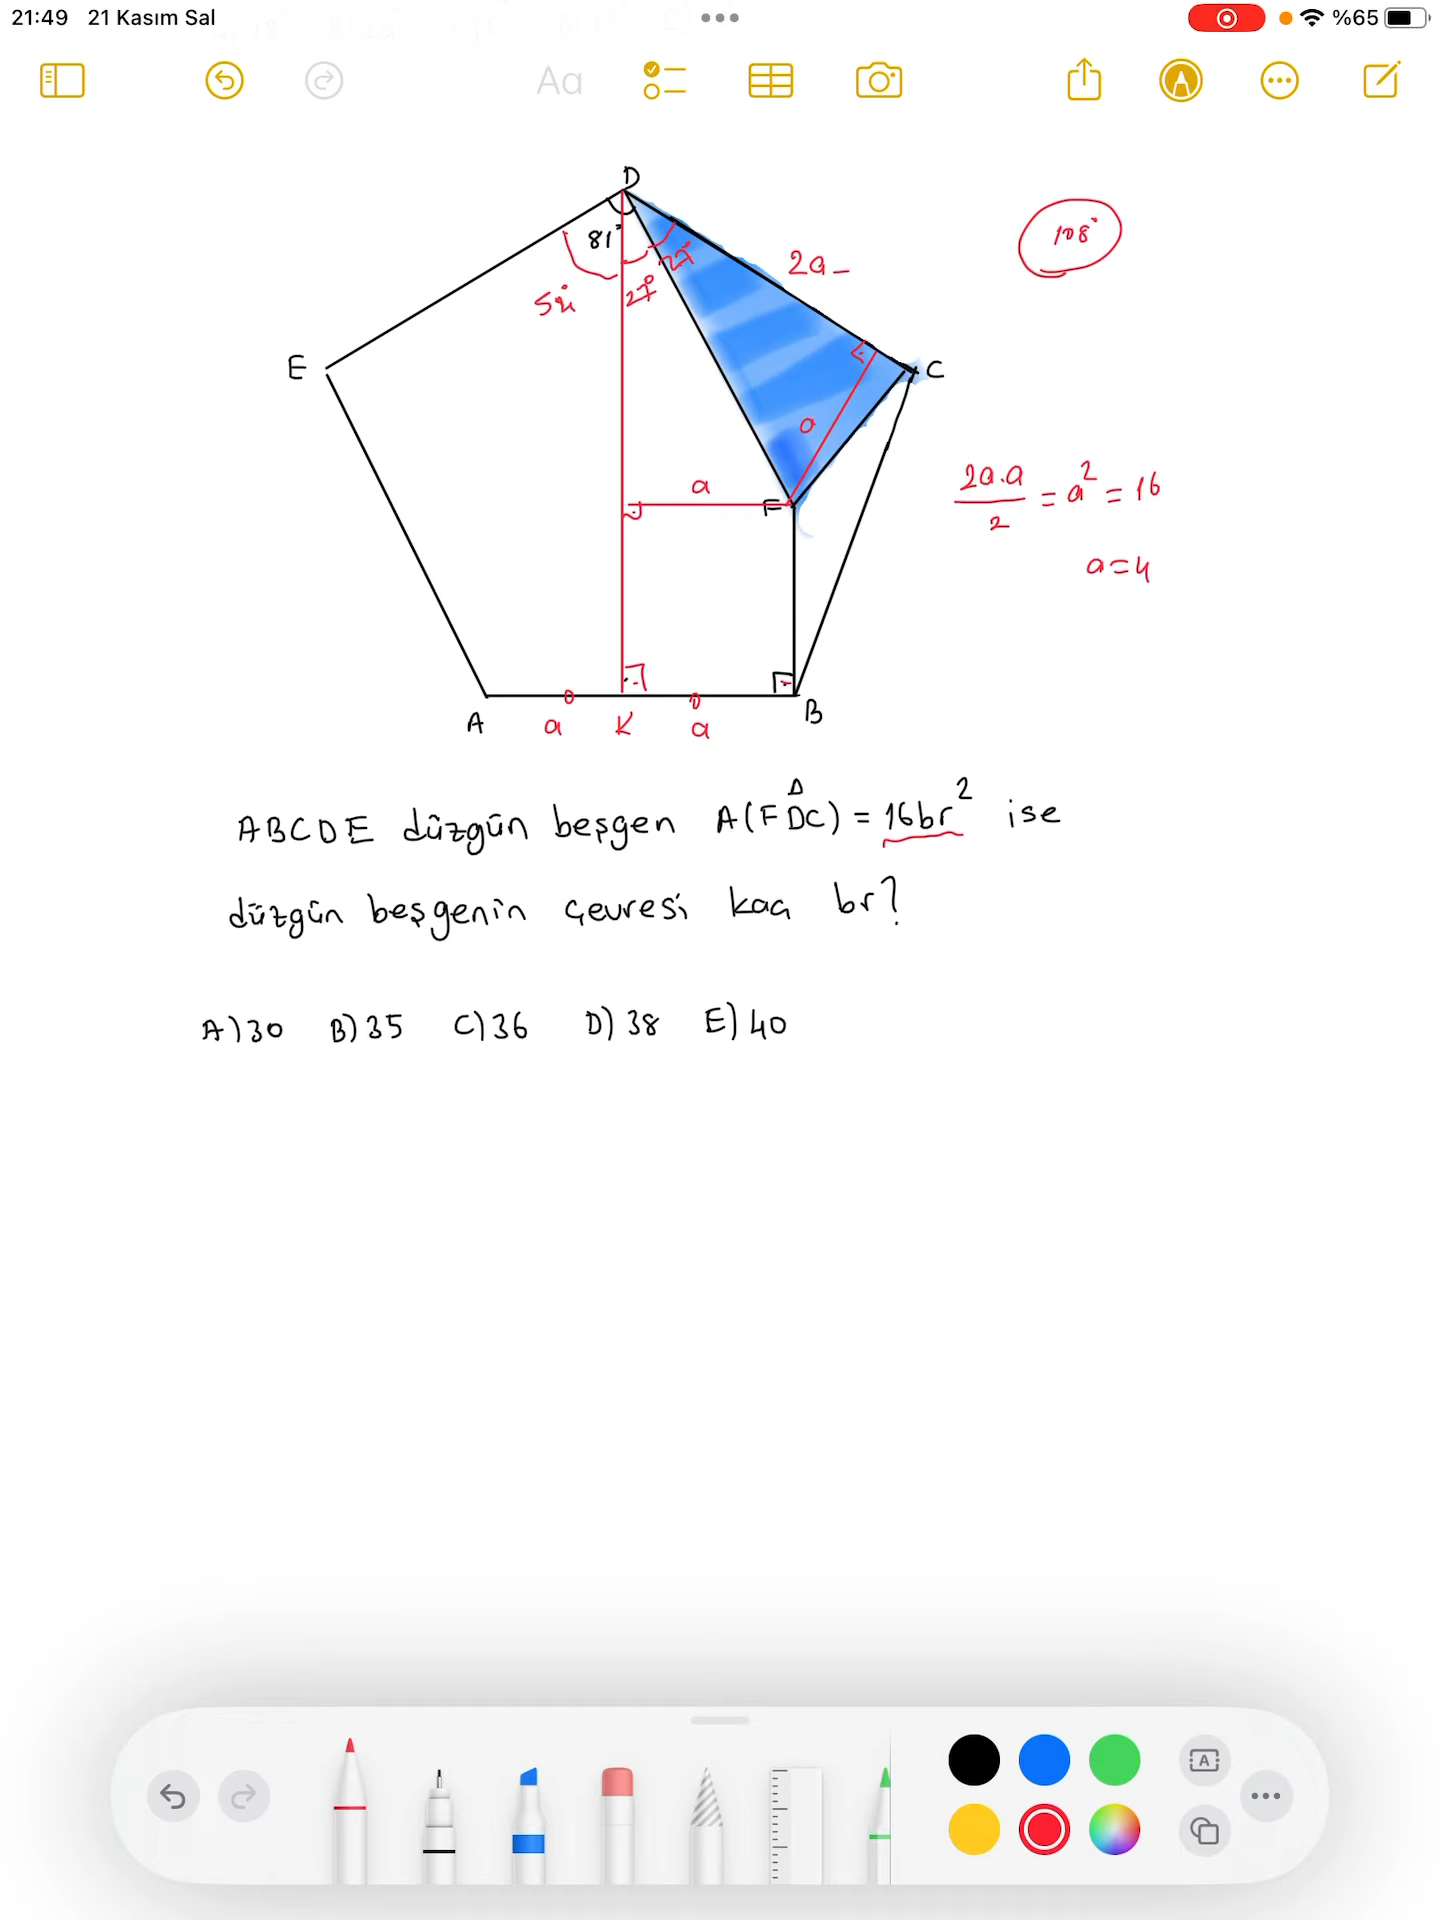 21:49 21 Kasım Sal
%65
Aa
D
108°
81°
27°
2a
54°
27°
E
C
a
a
F
2a.a/2 = a² = 16
a=4
A
a
K
a
B
ABCDE düzgün beşgen A(FDC) = 16br² ise
düzgün beşgenin çevresi kaç br?
A)30 B)35 C)36 D)38 E)40
A